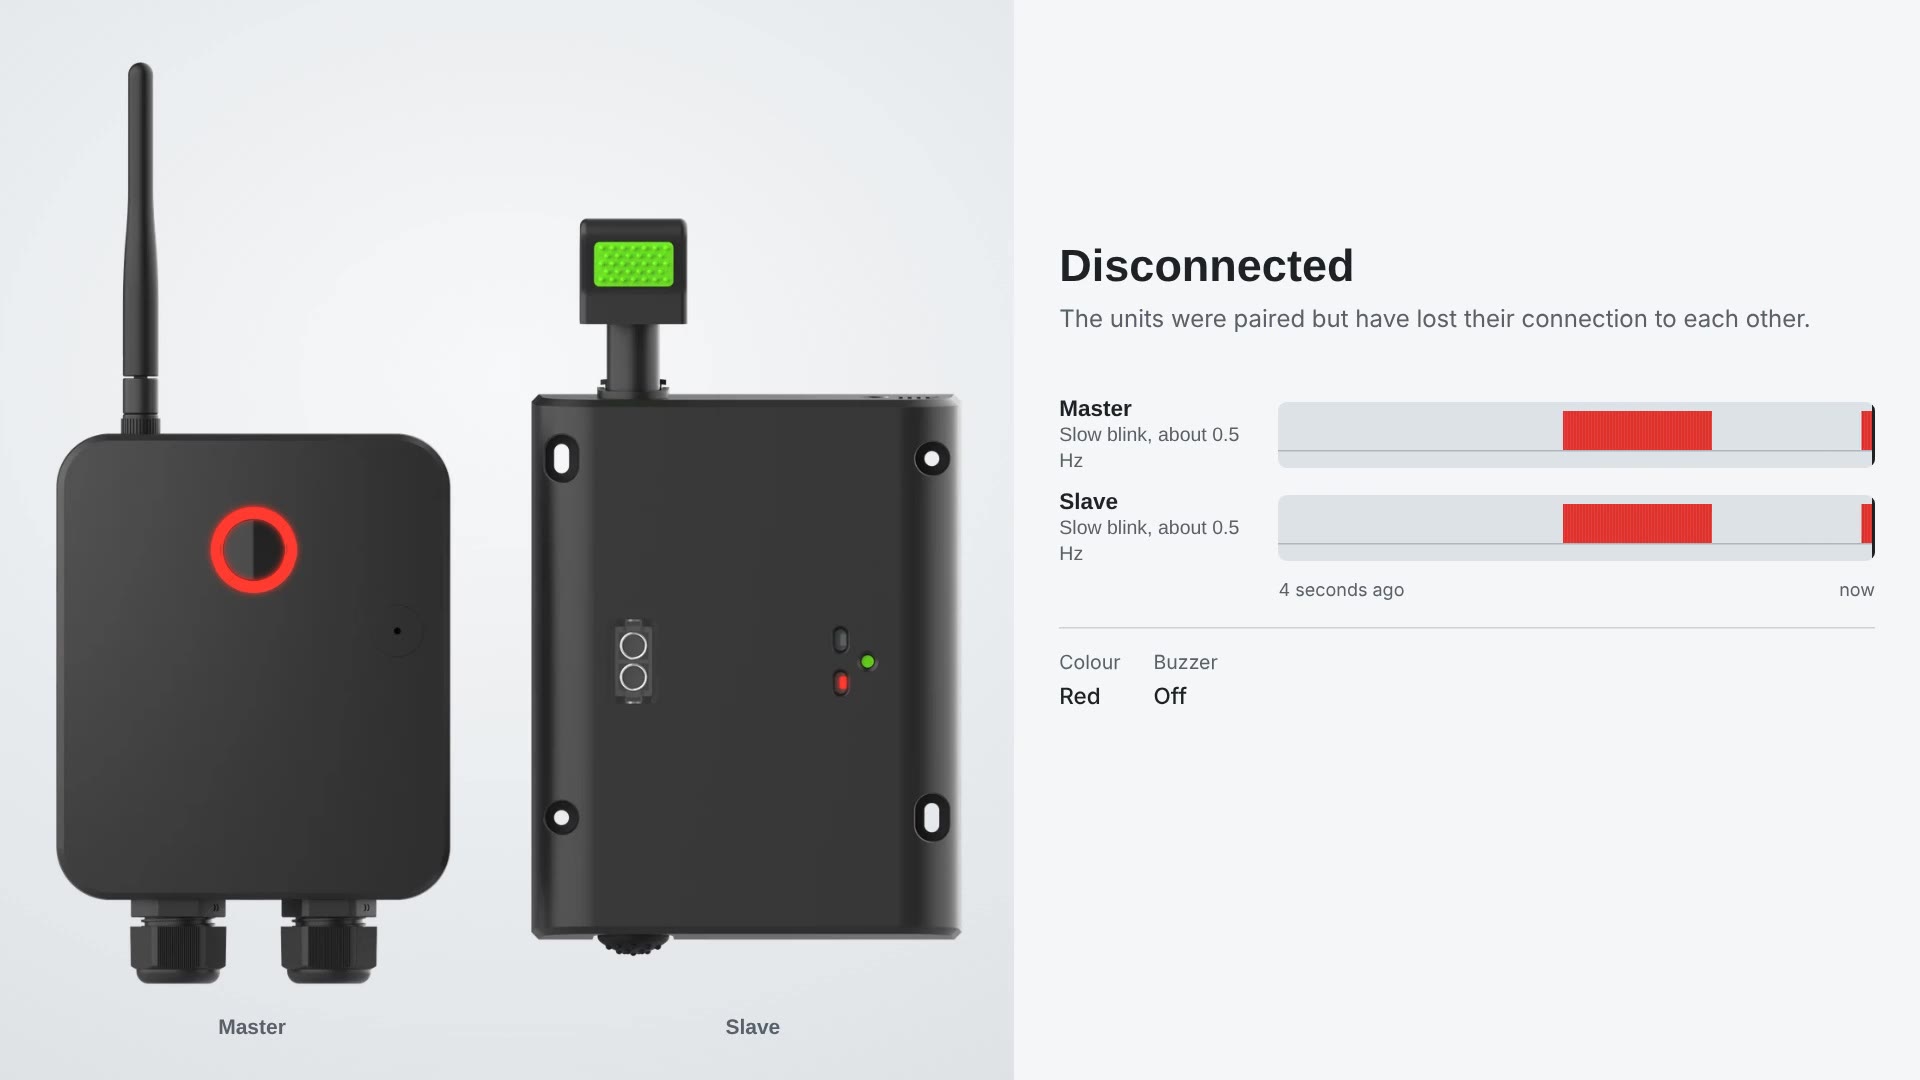 Disconnected
The units were paired but have lost their connection to each other.
Master
Slow blink, about 0.5
Hz
Slave
Slow blink, about 0.5
Hz
4 seconds ago
now
Colour
Buzzer
Red
Off
Master
Slave